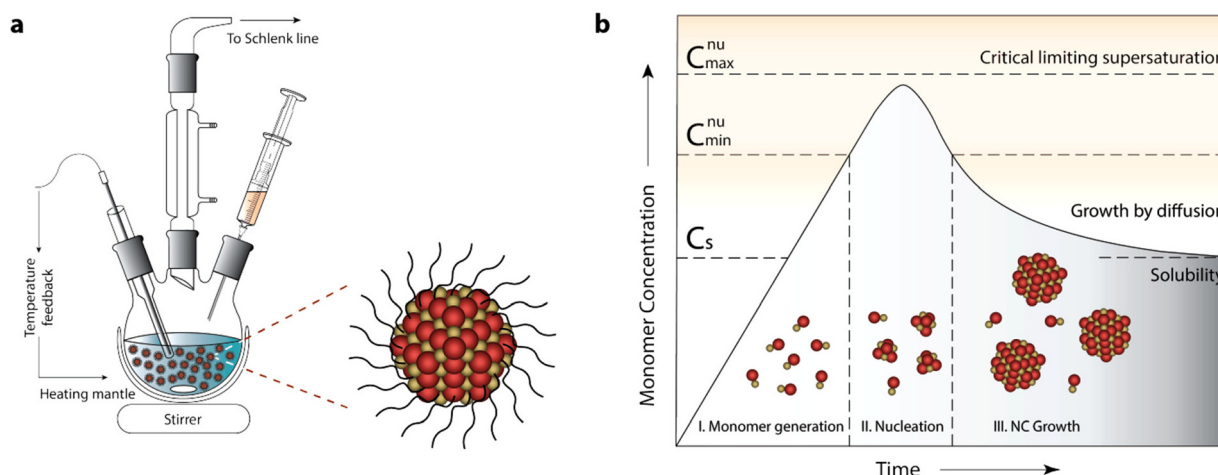 a
To Schlenk line
Temperature
feedback
Heating mantle
Stirrer
b
Monomer Concentration
C nu max
Critical limiting supersaturation
C nu min
Growth by diffusion
Cs
Solubility
I. Monomer generation
II. Nucleation
III. NC Growth
Time